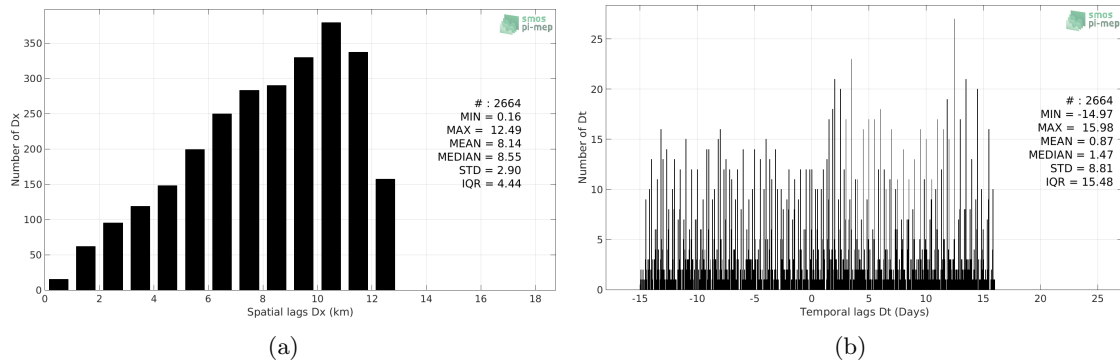 smos
pi-mep
350
300
250
200
150
100
50
0
Number of Dx
# : 2664
MIN = 0.16
MAX = 12.49
MEAN = 8.14
MEDIAN = 8.55
STD = 2.90
IQR = 4.44
0 2 4 6 8 10 12 14 16 18
Spatial lags Dx (km)
(a)
smos
pi-mep
25
20
15
10
5
0
Number of Dt
# : 2664
MIN = -14.97
MAX = 15.98
MEAN = 0.87
MEDIAN = 1.47
STD = 8.81
IQR = 15.48
-15 -10 -5 0 5 10 15 20 25
Temporal lags Dt (Days)
(b)